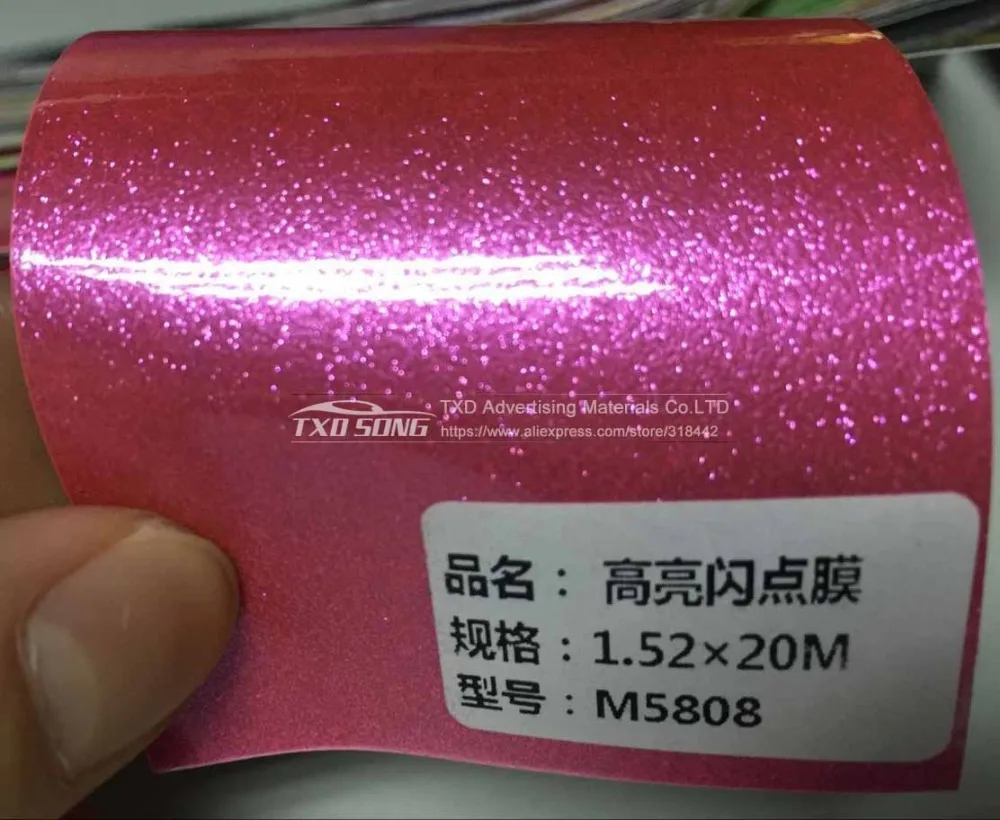 TXD SONG
TXD Advertising Materials Co.LTD
https://www.aliexpress.com/store/318442
品名：高亮闪点膜
规格：1.52×20M
型号：M5808